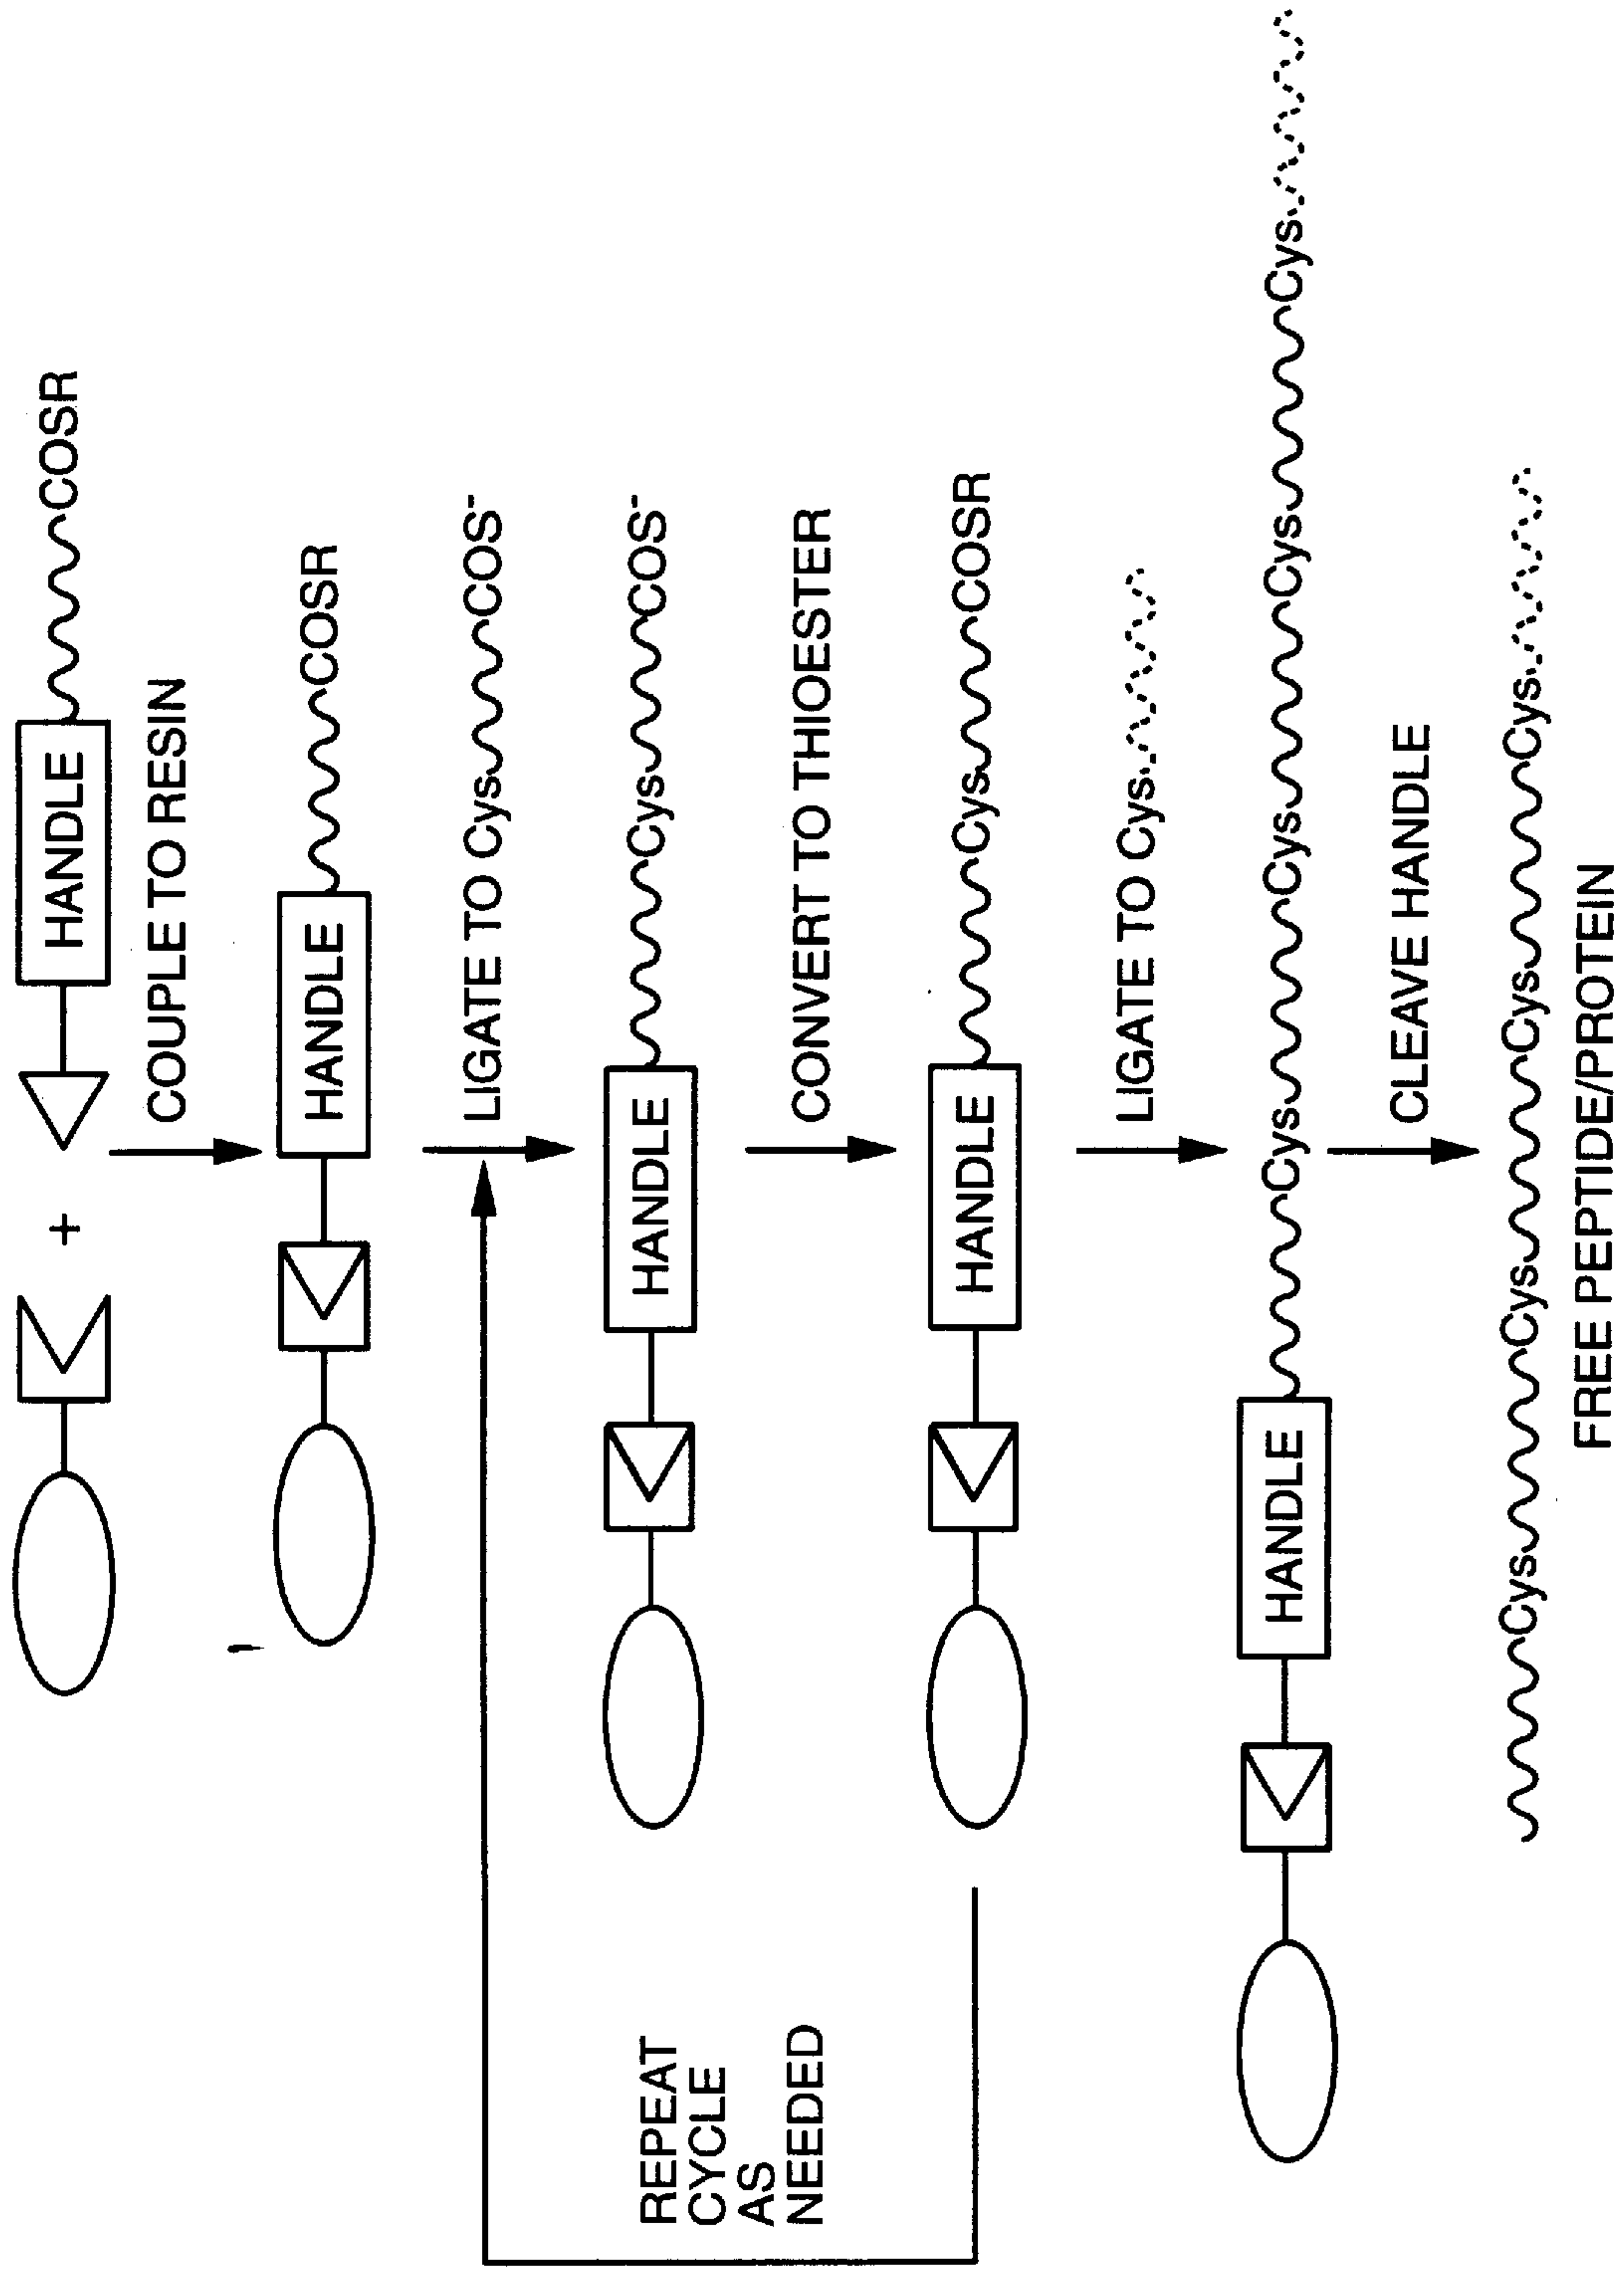 + HANDLE COSR
COUPLE TO RESIN
HANDLE COSR
LIGATE TO Cys COS⁻
HANDLE Cys COS⁻
REPEAT
CYCLE
AS
NEEDED
CONVERT TO THIOESTER
HANDLE Cys COSR
LIGATE TO Cys
HANDLE Cys Cys Cys Cys
CLEAVE HANDLE
Cys Cys Cys Cys
FREE PEPTIDE/PROTEIN